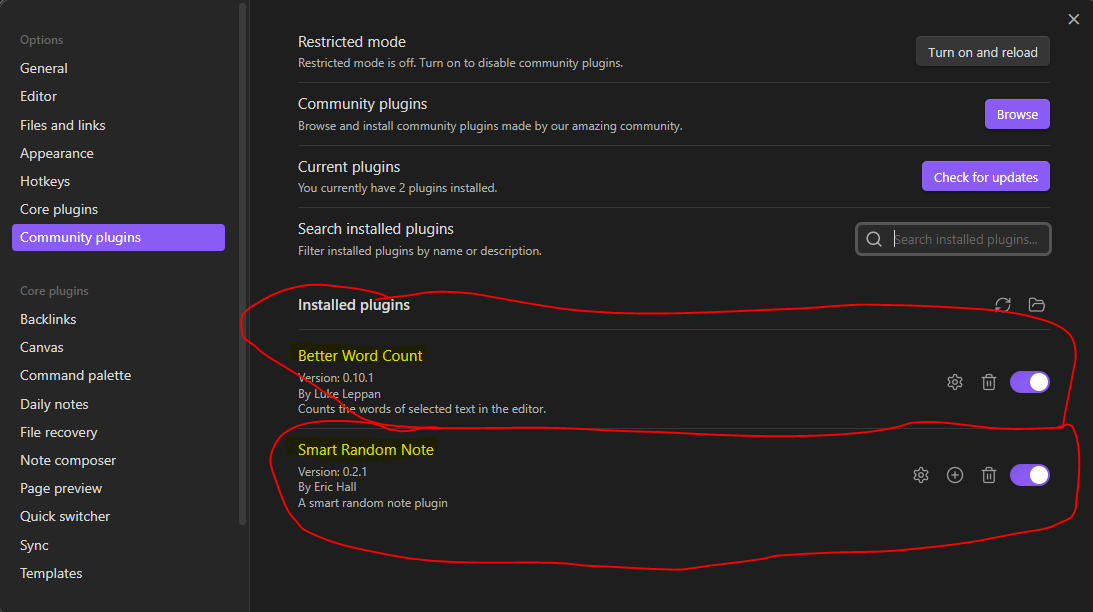 Options
General
Editor
Files and links
Appearance
Hotkeys
Core plugins
Community plugins
Core plugins
Backlinks
Canvas
Command palette
Daily notes
File recovery
Note composer
Page preview
Quick switcher
Sync
Templates
Restricted mode
Restricted mode is off. Turn on to disable community plugins.
Turn on and reload
Community plugins
Browse and install community plugins made by our amazing community.
Browse
Current plugins
You currently have 2 plugins installed.
Check for updates
Search installed plugins
Filter installed plugins by name or description.
Search installed plugins...
Installed plugins
Better Word Count
Version: 0.10.1
By Luke Leppan
Counts the words of selected text in the editor.
Smart Random Note
Version: 0.2.1
By Eric Hall
A smart random note plugin